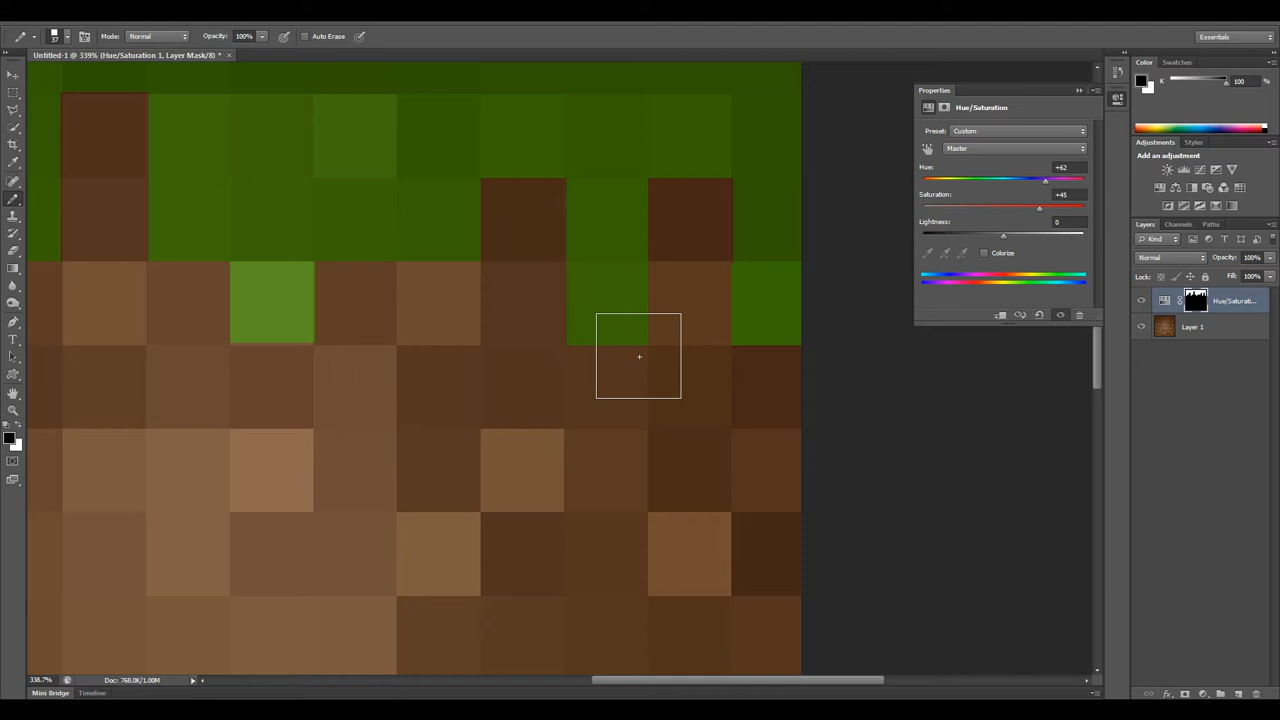 37 Mode: Normal Opacity: 100% Auto Erase Essentials
Untitled-1 @ 339% (Hue/Saturation 1, Layer Mask/8) * ×
Color Swatches
K 100 %
Properties
Hue/Saturation
Preset: Custom
Master
Hue: +62
Saturation: +45
Lightness: 0
Colorize
Adjustments Styles
Add an adjustment
Layers Channels Paths
Kind
Normal Opacity: 100%
Lock: Fill: 100%
Hue/Saturati...
Layer 1
338.7% Doc: 768.0K/1.00M
Mini Bridge Timeline